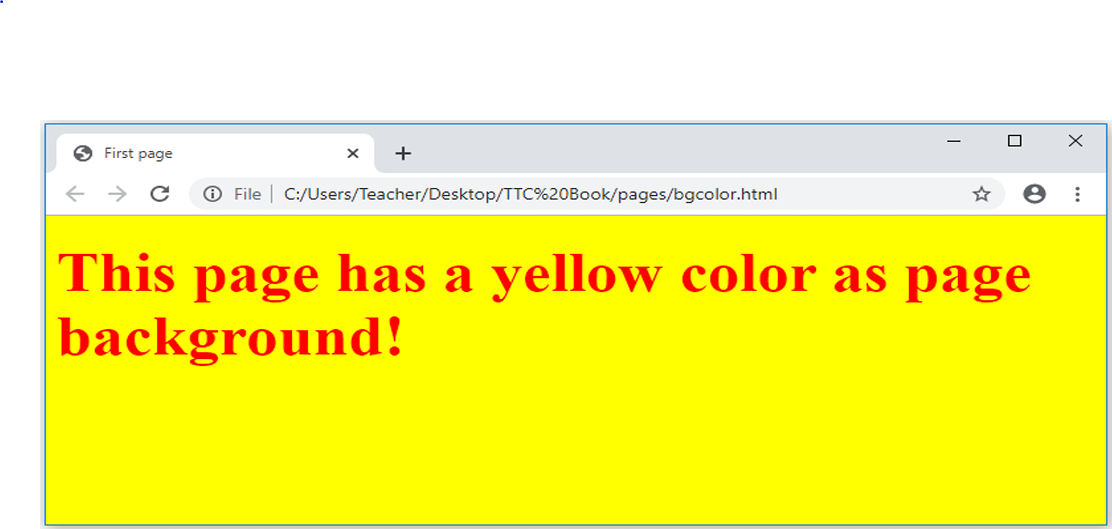 First page
File | C:/Users/Teacher/Desktop/TTC%20Book/pages/bgcolor.html
This page has a yellow color as page
background!